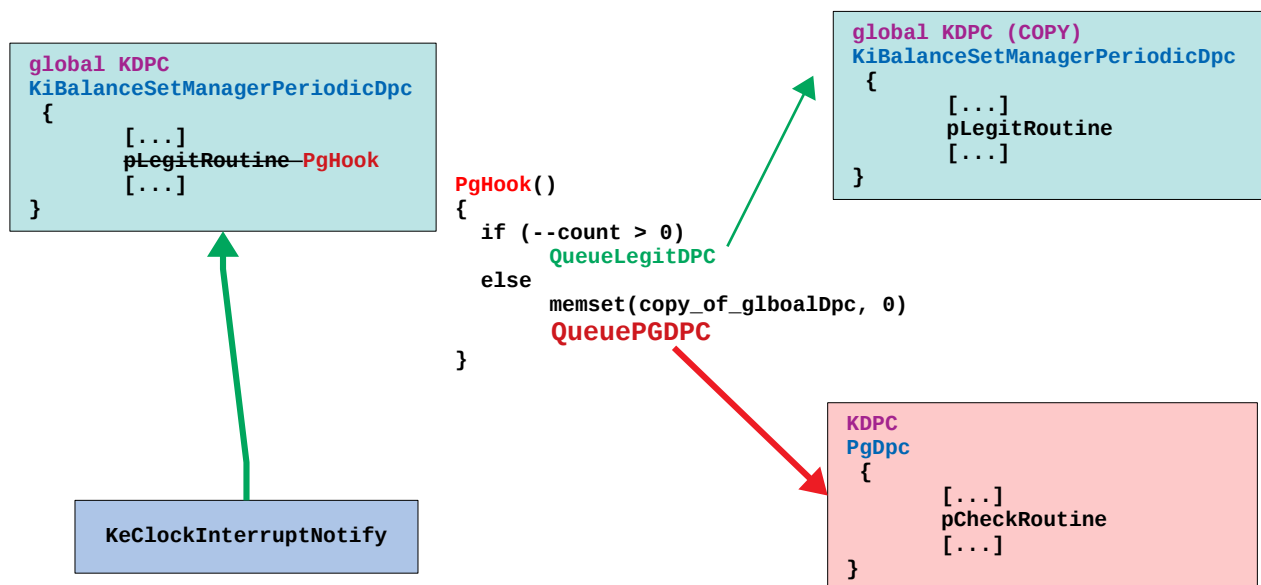 global KDPC
KiBalanceSetManagerPeriodicDpc
{
[...]
pLegitRoutine PgHook
[...]
}
KeClockInterruptNotify
PgHook()
{
if (--count > 0)
QueueLegitDPC
else
memset(copy_of_glboalDpc, 0)
QueuePGDPC
}
global KDPC (COPY)
KiBalanceSetManagerPeriodicDpc
{
[...]
pLegitRoutine
[...]
}
KDPC
PgDpc
{
[...]
pCheckRoutine
[...]
}